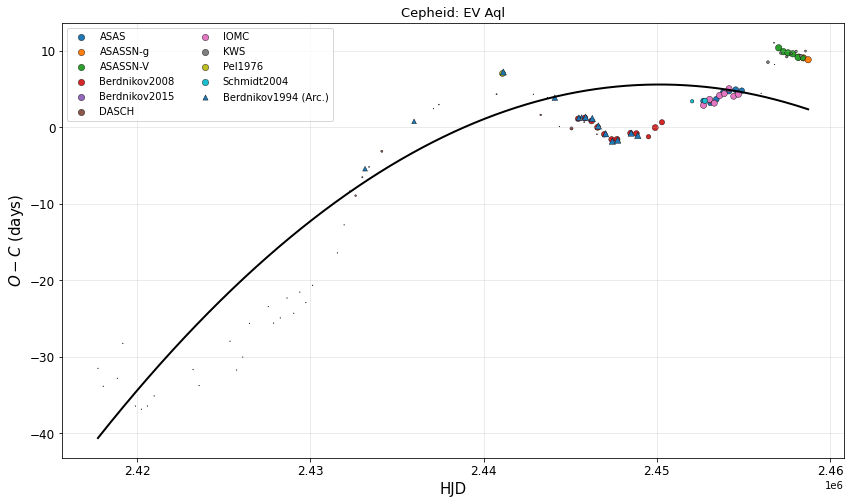 Cepheid: EV Aql
ASAS
ASASSN-g
ASASSN-V
Berdnikov2008
Berdnikov2015
DASCH
IOMC
KWS
Pel1976
Schmidt2004
Berdnikov1994 (Arc.)
10
0
−10
−20
−30
−40
O − C (days)
2.42
2.43
2.44
2.45
2.46
1e6
HJD